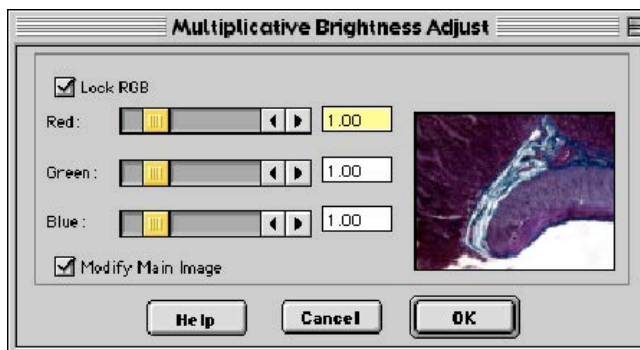 Multiplicative Brightness Adjust
Lock RGB
Red:
1.00
Green:
1.00
Blue:
1.00
Modify Main Image
Help
Cancel
OK